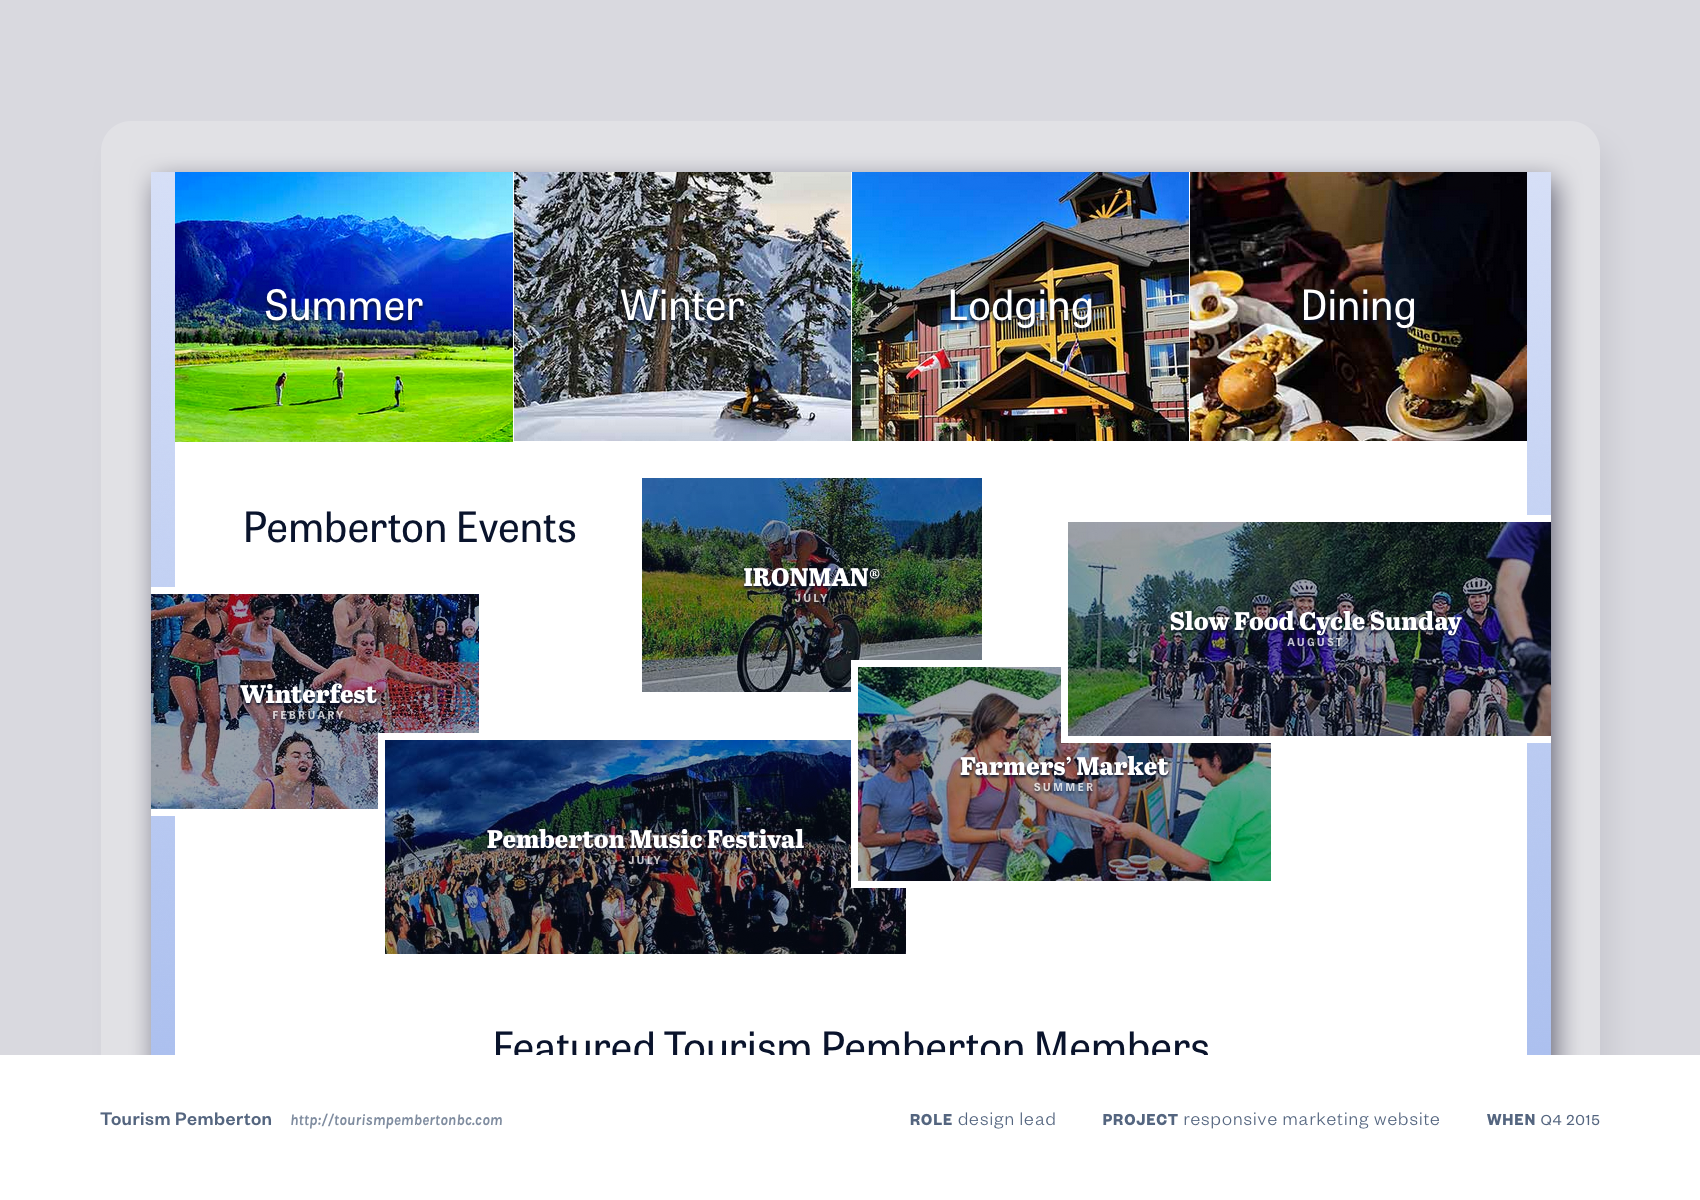 Summer
Winter
Lodging
Dining
Mile One
Pemberton Events
IRONMAN®
JULY
Slow Food Cycle Sunday
AUGUST
Winterfest
FEBRUARY
Farmers’ Market
SUMMER
Pemberton Music Festival
JULY
Featured Tourism Pemberton Members
Tourism Pemberton http://tourismpembertonbc.com
ROLE design lead PROJECT responsive marketing website WHEN Q4 2015